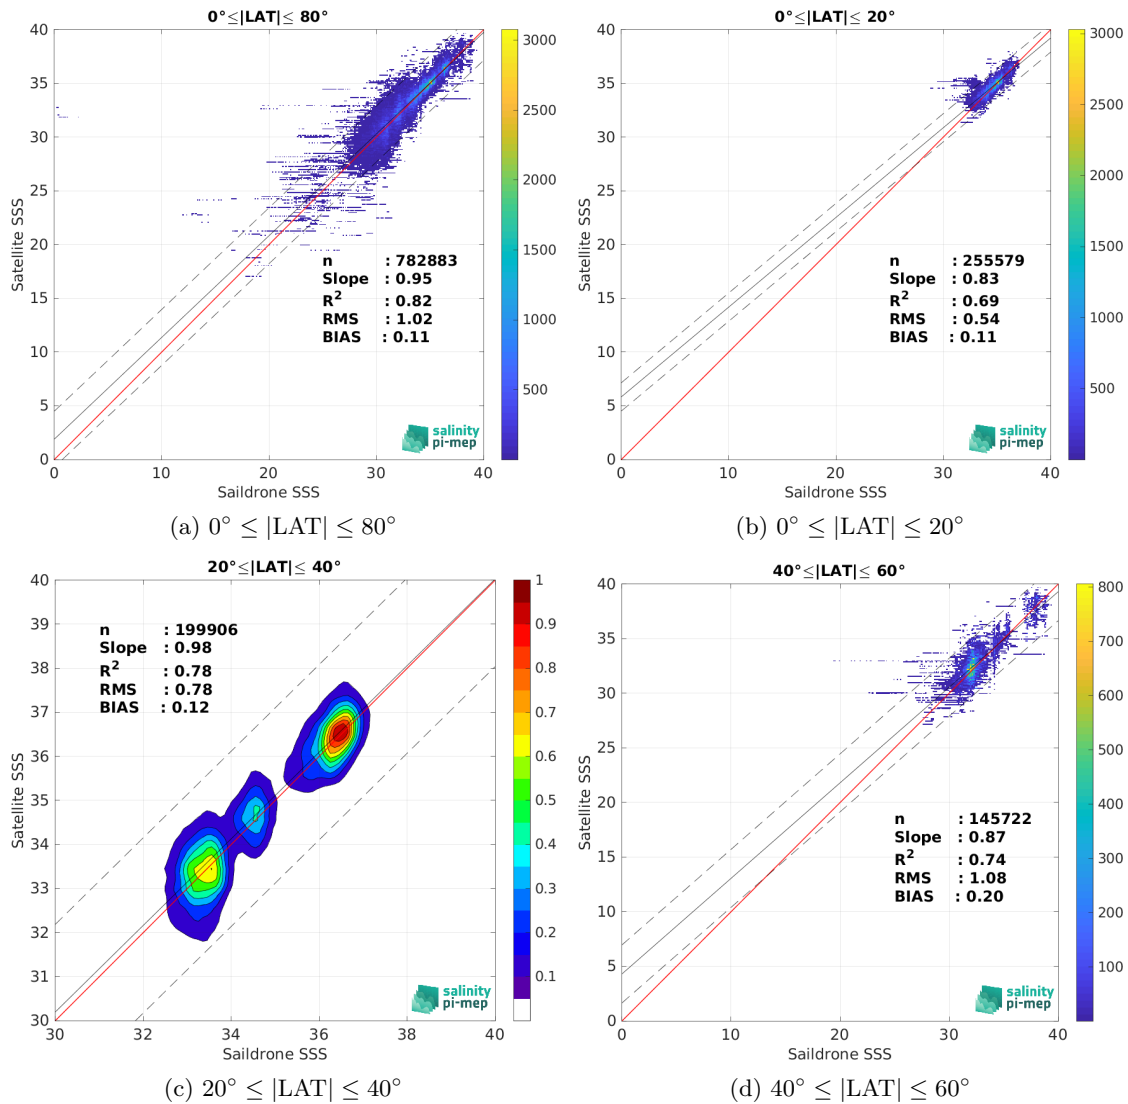 0°≤|LAT|≤ 80°
40
35
30
25
20
15
10
5
0
Satellite SSS
n : 782883
Slope : 0.95
R² : 0.82
RMS : 1.02
BIAS : 0.11
salinity
pi-mep
0 10 20 30 40
Saildrone SSS
3000
2500
2000
1500
1000
500
(a) 0° ≤ |LAT| ≤ 80°
0°≤|LAT|≤ 20°
40
35
30
25
20
15
10
5
0
Satellite SSS
n : 255579
Slope : 0.83
R² : 0.69
RMS : 0.54
BIAS : 0.11
salinity
pi-mep
0 10 20 30 40
Saildrone SSS
3000
2500
2000
1500
1000
500
(b) 0° ≤ |LAT| ≤ 20°
20°≤|LAT|≤ 40°
40
39
38
37
36
35
34
33
32
31
30
Satellite SSS
n : 199906
Slope : 0.98
R² : 0.78
RMS : 0.78
BIAS : 0.12
salinity
pi-mep
30 32 34 36 38 40
Saildrone SSS
1
0.9
0.8
0.7
0.6
0.5
0.4
0.3
0.2
0.1
(c) 20° ≤ |LAT| ≤ 40°
40°≤|LAT|≤ 60°
40
35
30
25
20
15
10
5
0
Satellite SSS
n : 145722
Slope : 0.87
R² : 0.74
RMS : 1.08
BIAS : 0.20
salinity
pi-mep
0 10 20 30 40
Saildrone SSS
800
700
600
500
400
300
200
100
(d) 40° ≤ |LAT| ≤ 60°